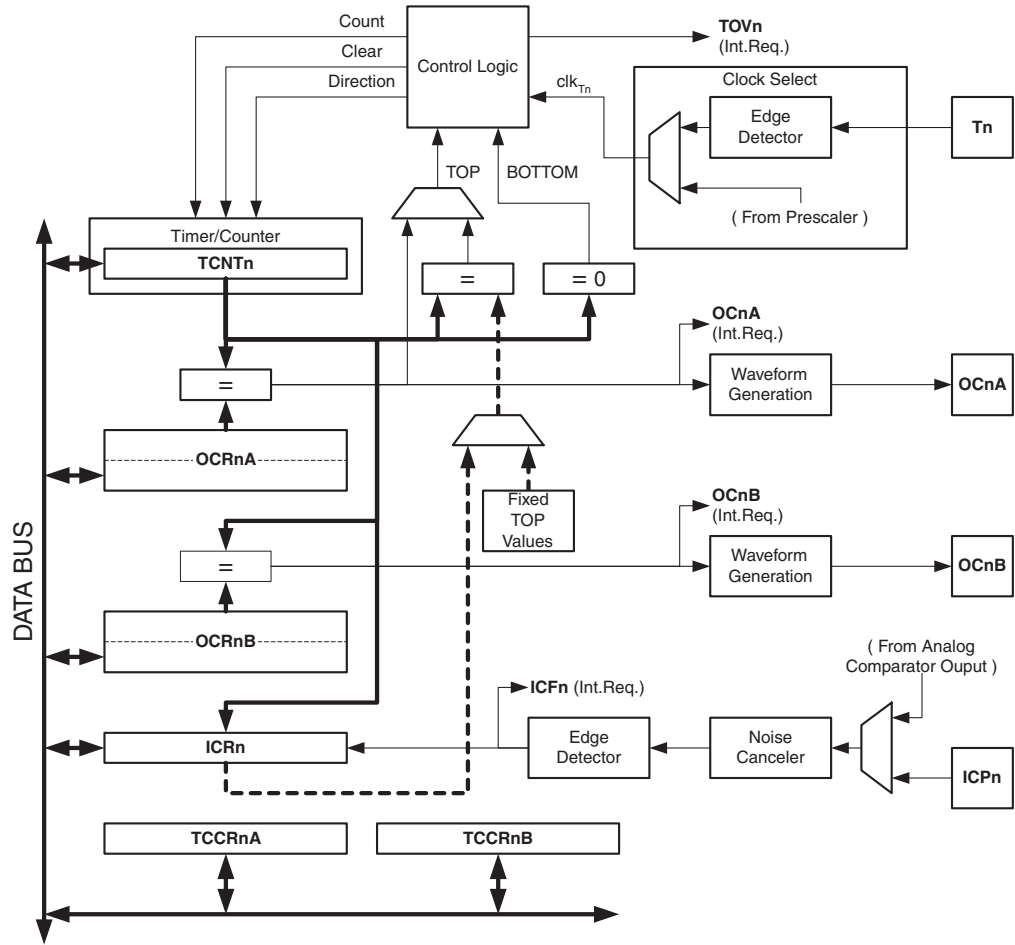 Count
Clear
Direction
Control Logic
TOVn
(Int.Req.)
clkTn
Clock Select
Edge
Detector
Tn
( From Prescaler )
TOP
BOTTOM
Timer/Counter
TCNTn
=
= 0
OCnA
(Int.Req.)
=
Waveform
Generation
OCnA
OCRnA
Fixed
TOP
Values
OCnB
(Int.Req.)
=
Waveform
Generation
OCnB
OCRnB
DATA BUS
( From Analog
Comparator Ouput )
ICFn (Int.Req.)
ICRn
Edge
Detector
Noise
Canceler
ICPn
TCCRnA
TCCRnB